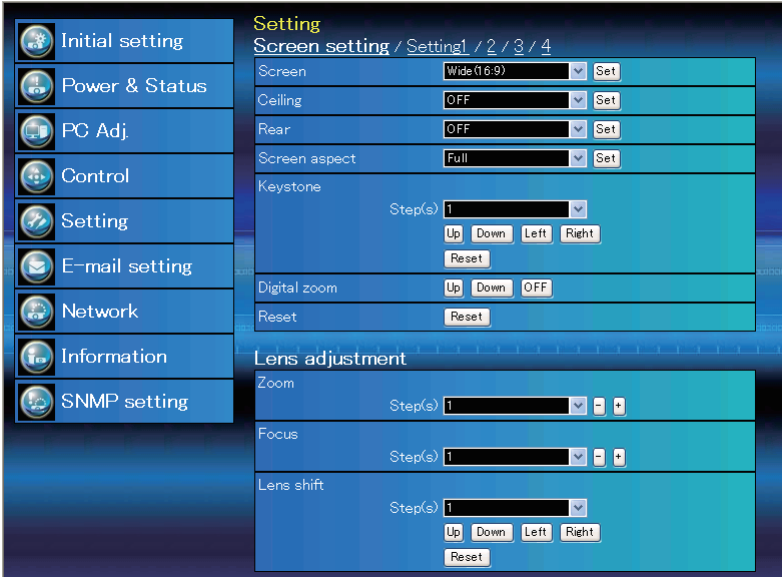 Initial setting
Power & Status
PC Adj.
Control
Setting
E-mail setting
Network
Information
SNMP setting
Setting
Screen setting / Setting1 / 2 / 3 / 4
Screen Wide(16:9) Set
Ceiling OFF Set
Rear OFF Set
Screen aspect Full Set
Keystone
Step(s) 1
Up Down Left Right
Reset
Digital zoom Up Down OFF
Reset Reset
Lens adjustment
Zoom
Step(s) 1 - +
Focus
Step(s) 1 - +
Lens shift
Step(s) 1
Up Down Left Right
Reset